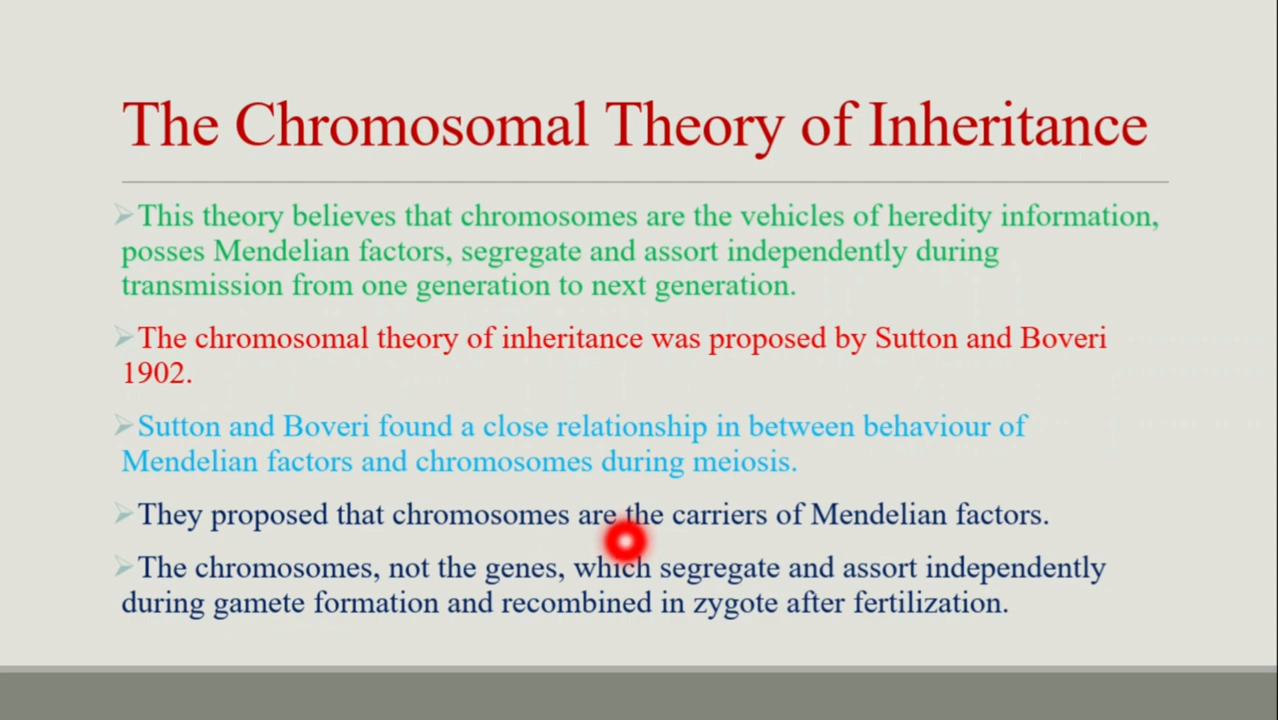 The Chromosomal Theory of Inheritance
This theory believes that chromosomes are the vehicles of heredity information,
posses Mendelian factors, segregate and assort independently during
transmission from one generation to next generation.
The chromosomal theory of inheritance was proposed by Sutton and Boveri
1902.
Sutton and Boveri found a close relationship in between behaviour of
Mendelian factors and chromosomes during meiosis.
They proposed that chromosomes are the carriers of Mendelian factors.
The chromosomes, not the genes, which segregate and assort independently
during gamete formation and recombined in zygote after fertilization.